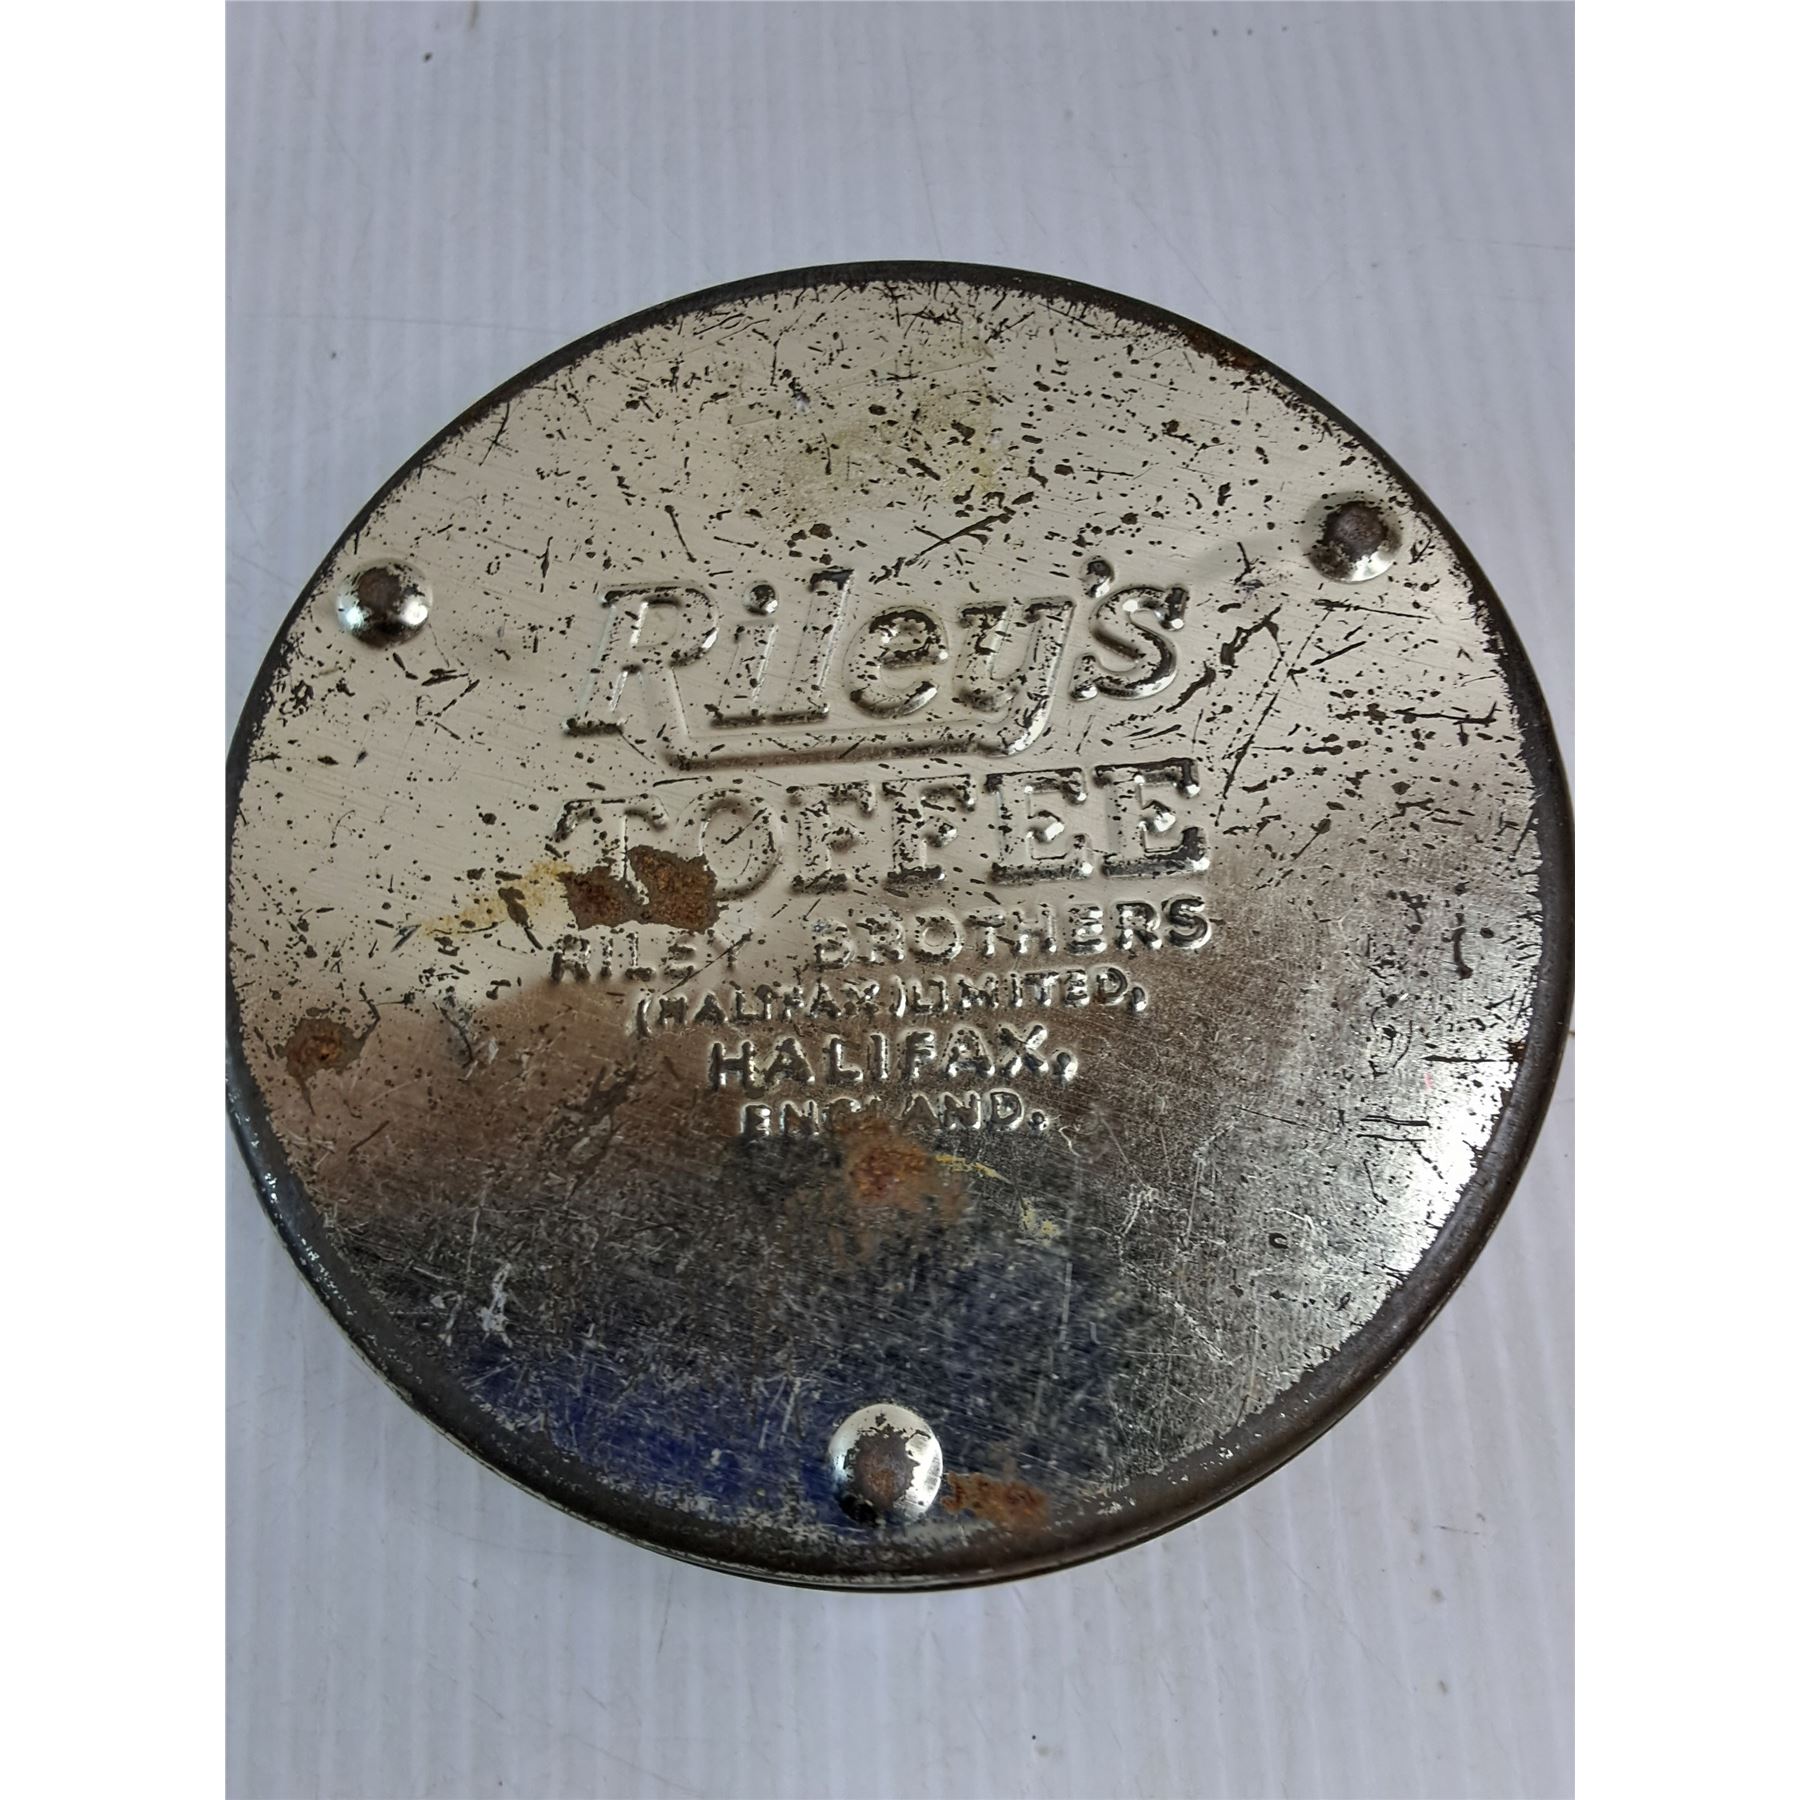 Riley's
TOFFEE
RILEY BROTHERS
(HALIFAX) LIMITED,
HALIFAX,
ENGLAND.